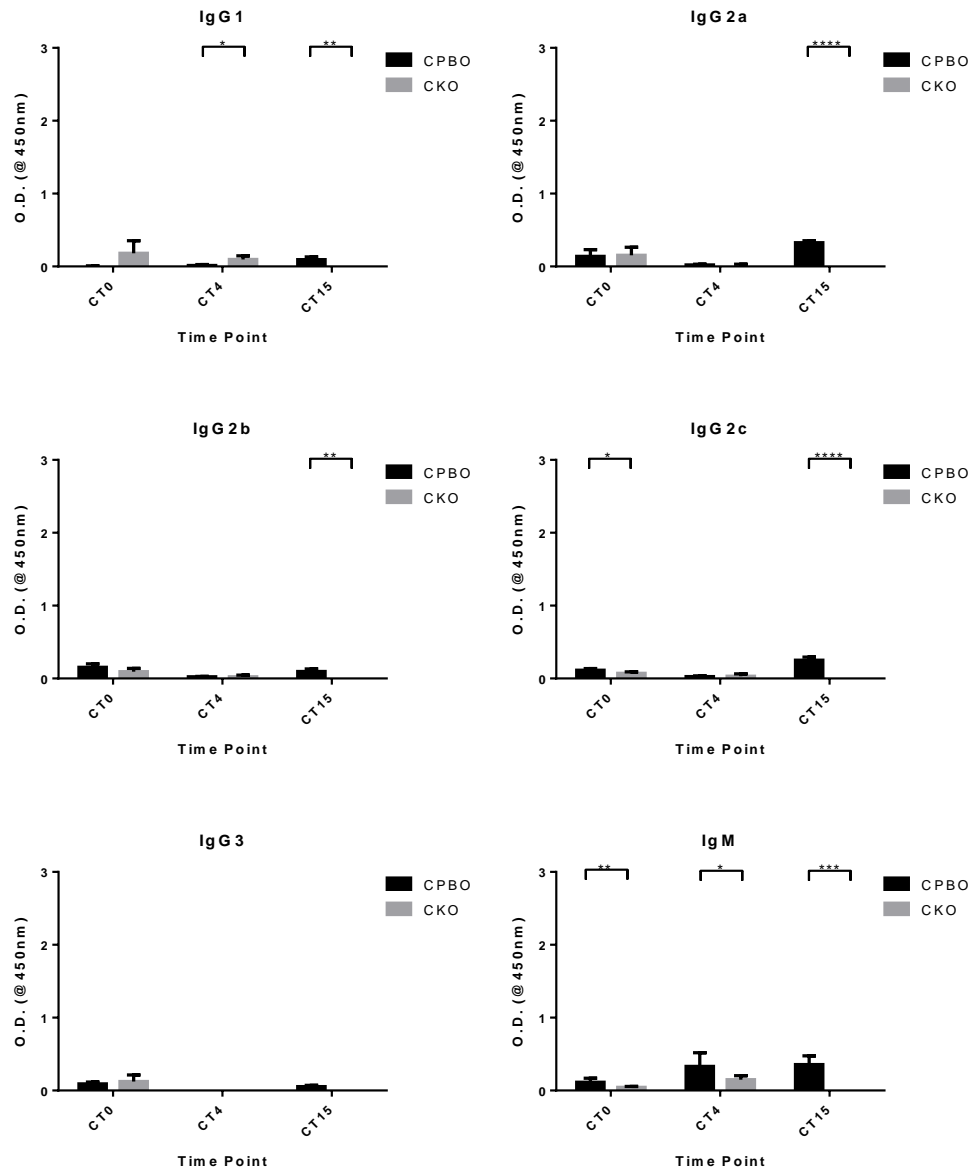 IgG1
*
**
CPBO
CKO
3
2
1
0
O.D. (@450nm)
CT0
CT4
CT15
Time Point
IgG2a
****
CPBO
CKO
3
2
1
0
O.D. (@450nm)
CT0
CT4
CT15
Time Point
IgG2b
**
CPBO
CKO
3
2
1
0
O.D. (@450nm)
CT0
CT4
CT15
Time Point
IgG2c
*
****
CPBO
CKO
3
2
1
0
O.D. (@450nm)
CT0
CT4
CT15
Time Point
IgG3
CPBO
CKO
3
2
1
0
O.D. (@450nm)
CT0
CT4
CT15
Time Point
IgM
**
*
***
CPBO
CKO
3
2
1
0
O.D. (@450nm)
CT0
CT4
CT15
Time Point